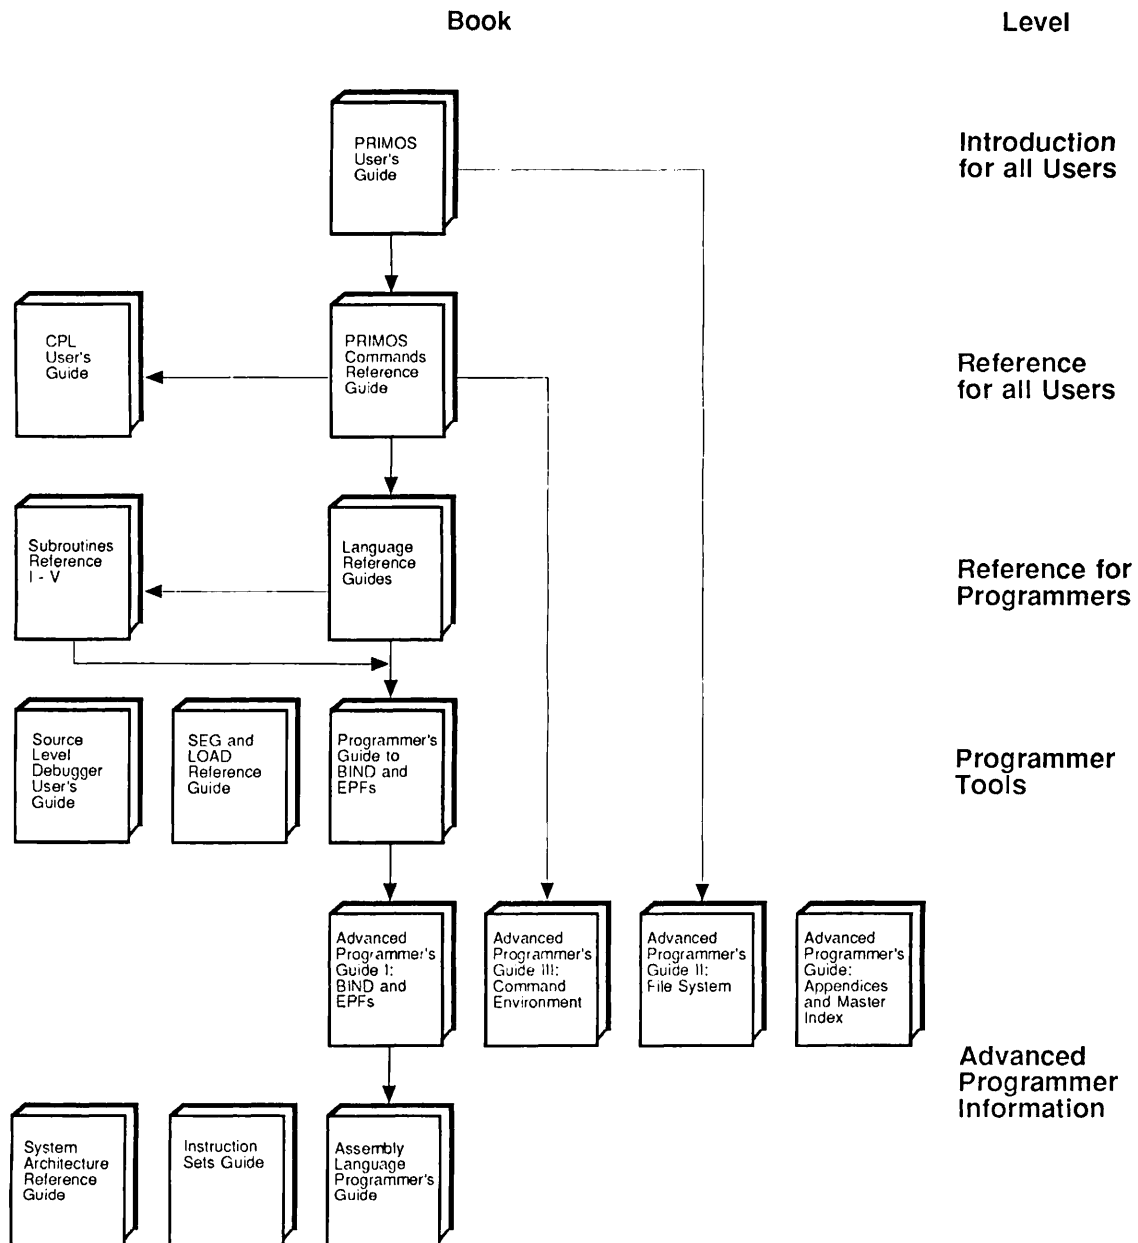 Book
Level
PRIMOS
User's
Guide
Introduction
for all Users
CPL
User's
Guide
PRIMOS
Commands
Reference
Guide
Reference
for all Users
Subroutines
Reference
I - V
Language
Reference
Guides
Reference for
Programmers
Source
Level
Debugger
User's
Guide
SEG and
LOAD
Reference
Guide
Programmer's
Guide to
BIND and
EPFs
Programmer
Tools
Advanced
Programmer's
Guide I:
BIND and
EPFs
Advanced
Programmer's
Guide III:
Command
Environment
Advanced
Programmer's
Guide II:
File System
Advanced
Programmer's
Guide:
Appendices
and Master
Index
Advanced
Programmer
Information
System
Architecture
Reference
Guide
Instruction
Sets Guide
Assembly
Language
Programmer's
Guide